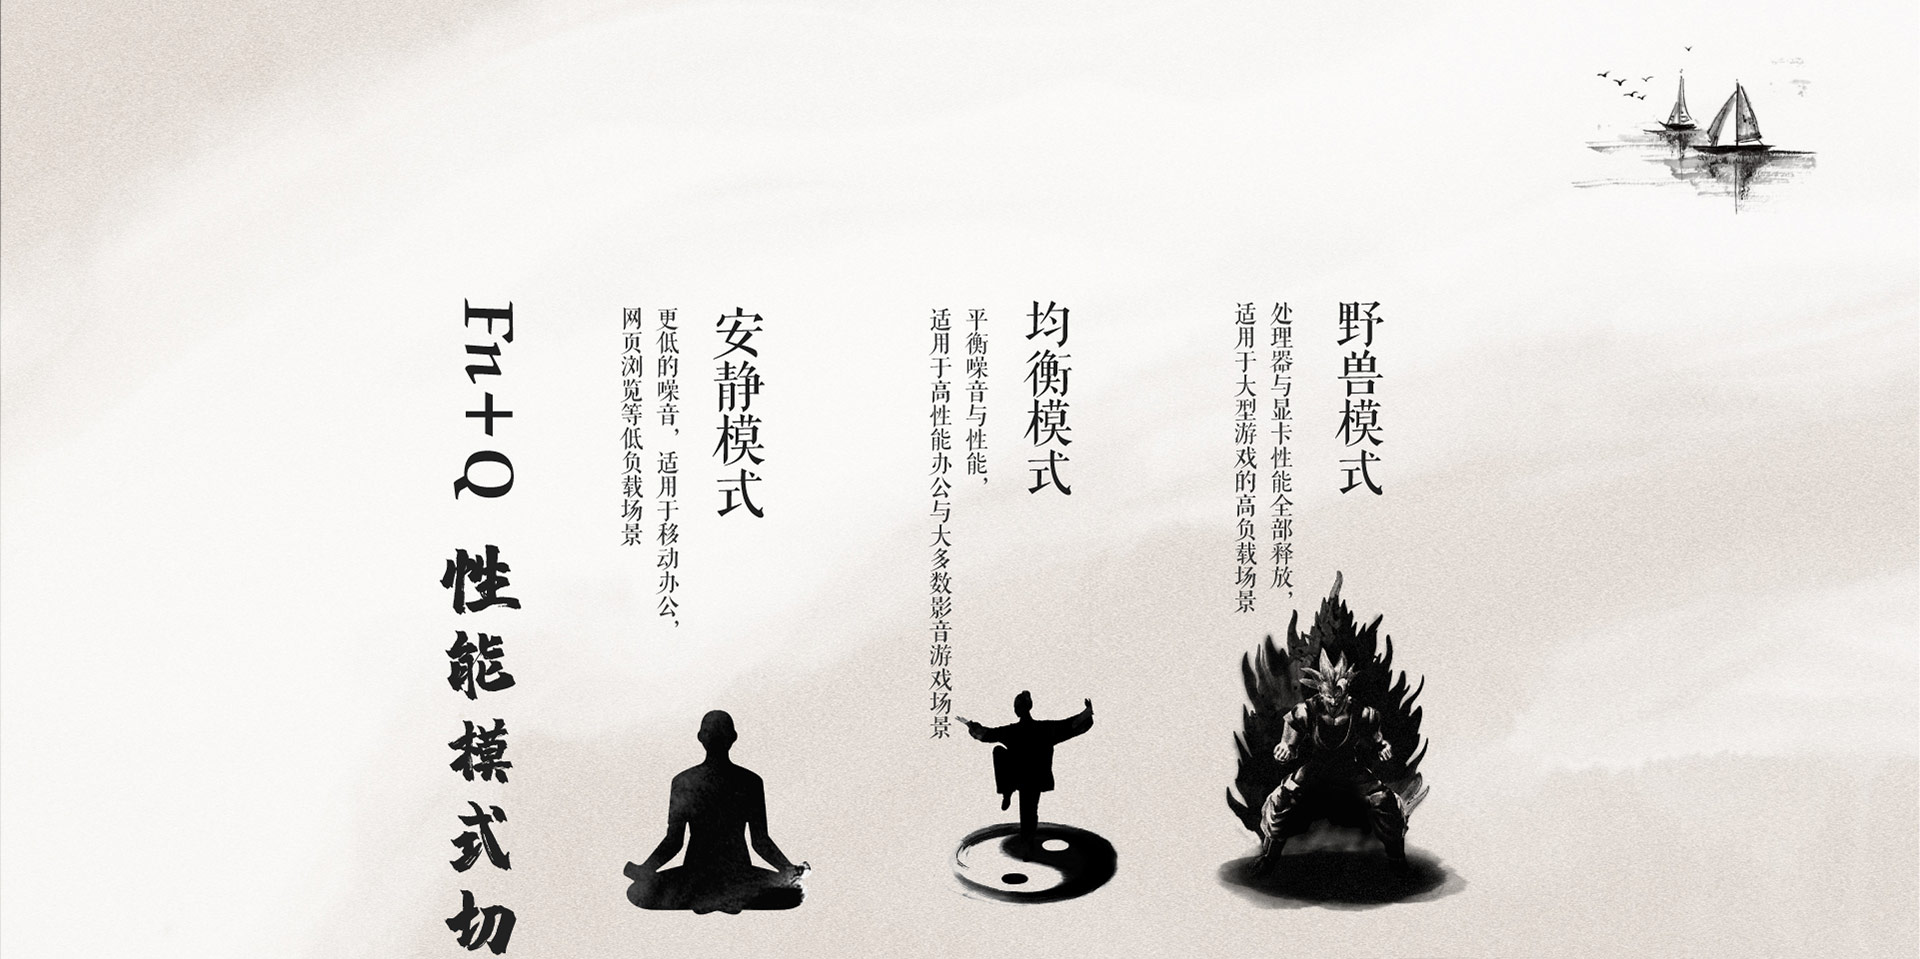 Fn+Q 性能模式切
安静模式
更低的噪音，适用于移动办公，
网页浏览等低负载场景
均衡模式
平衡噪音与性能，
适用于高性能办公与大多数影音游戏场景
野兽模式
处理器与显卡性能全部释放，
适用于大型游戏的高负载场景